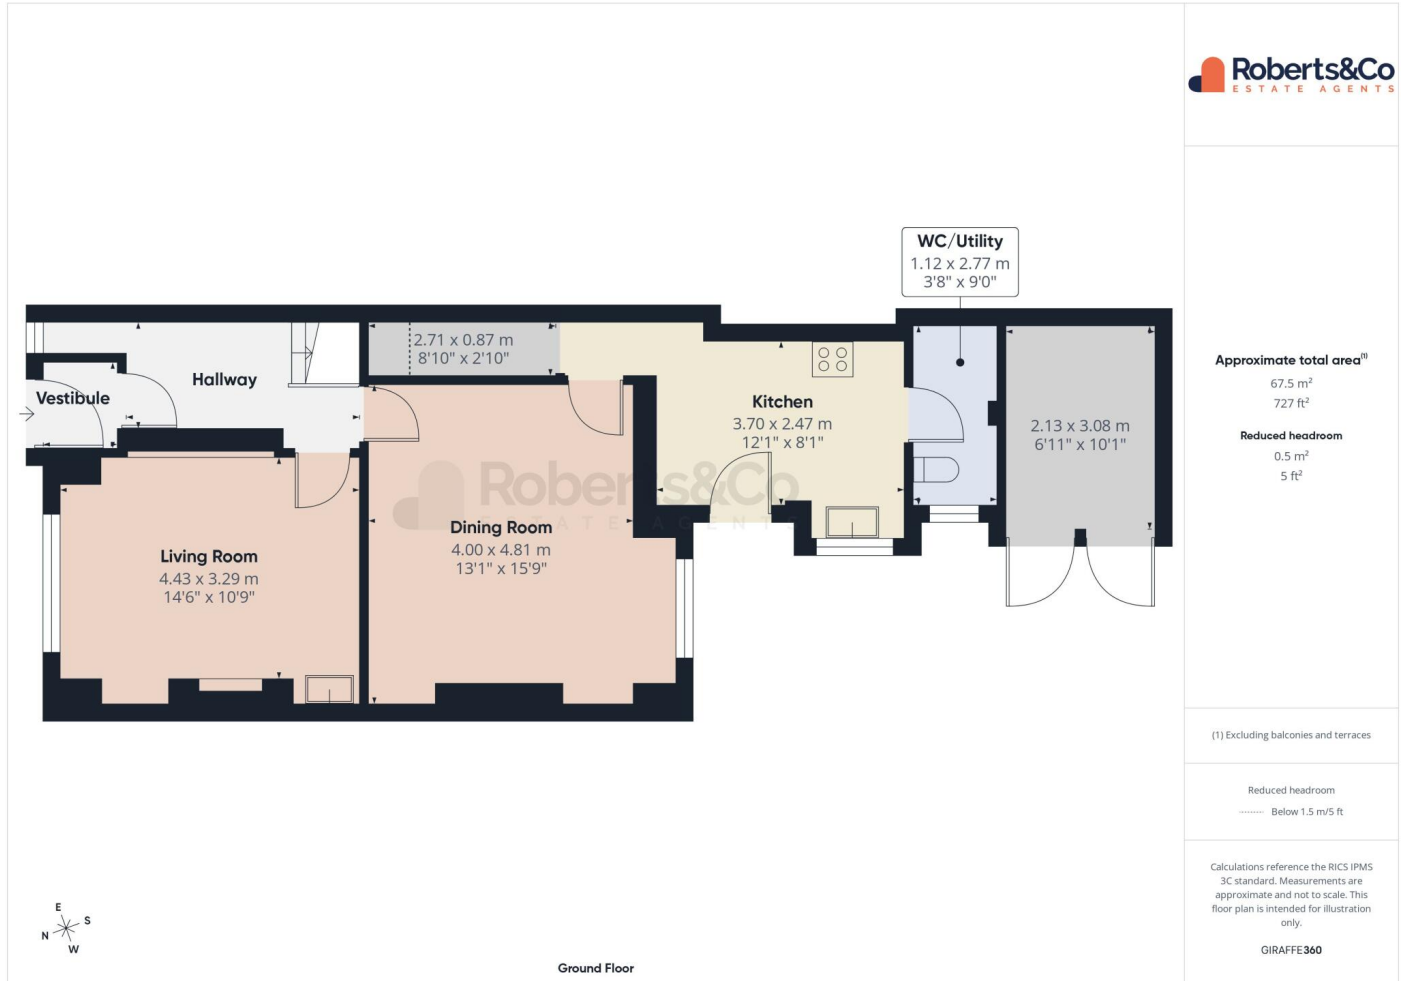 Roberts&Co
ESTATE AGENTS
WC/Utility
1.12 x 2.77 m
3'8" x 9'0"
2.71 x 0.87 m
8'10" x 2'10"
Hallway
Vestibule
Kitchen
3.70 x 2.47 m
12'1" x 8'1"
2.13 x 3.08 m
6'11" x 10'1"
Roberts&Co
ESTATE AGENTS
Dining Room
4.00 x 4.81 m
13'1" x 15'9"
Living Room
4.43 x 3.29 m
14'6" x 10'9"
E
S
N
W
Ground Floor
Approximate total area(1)
67.5 m²
727 ft²
Reduced headroom
0.5 m²
5 ft²
(1) Excluding balconies and terraces
Reduced headroom
Below 1.5 m/5 ft
Calculations reference the RICS IPMS
3C standard. Measurements are
approximate and not to scale. This
floor plan is intended for illustration
only.
GIRAFFE360